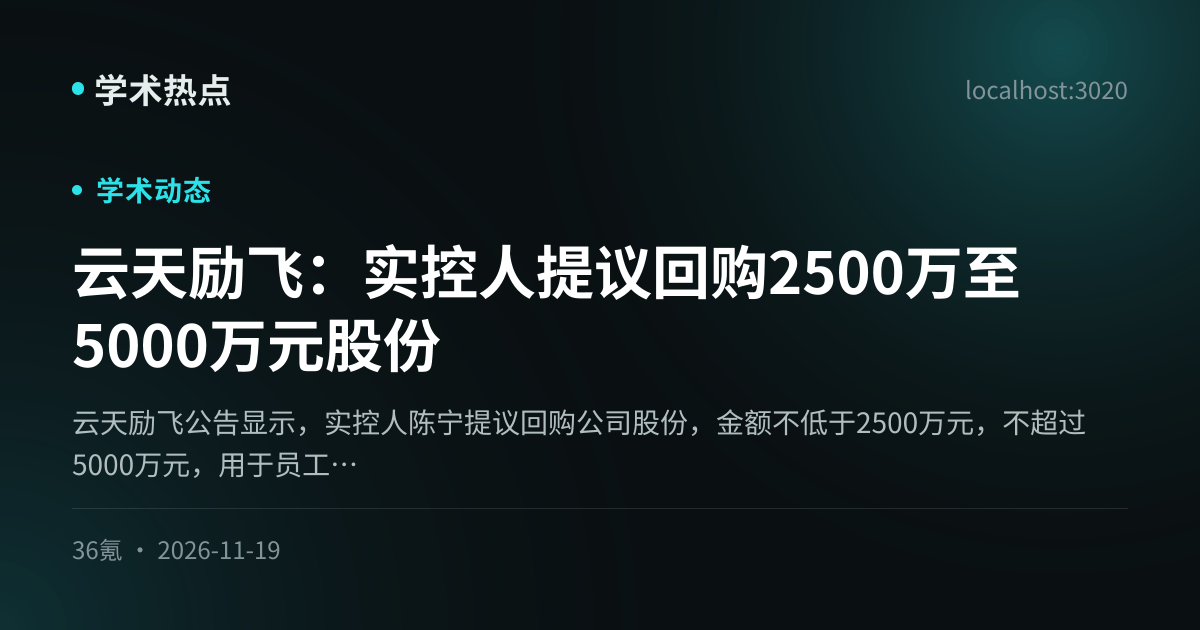 学术热点
localhost:3020
学术动态
云天励飞：实控人提议回购2500万至
5000万元股份
云天励飞公告显示，实控人陈宁提议回购公司股份，金额不低于2500万元，不超过
5000万元，用于员工…
36氪 · 2026-11-19